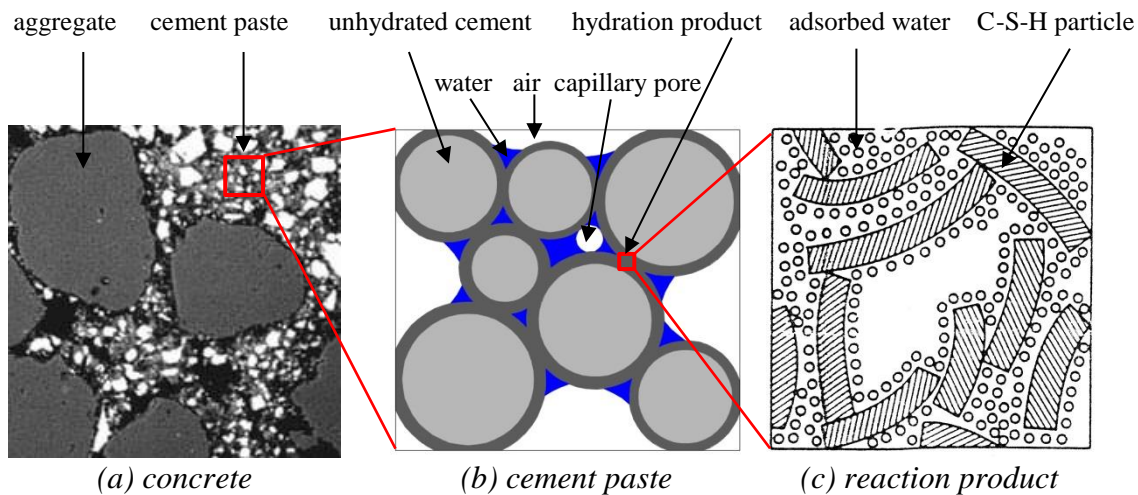 aggregate cement paste unhydrated cement hydration product adsorbed water C-S-H particle
water air capillary pore
(a) concrete (b) cement paste (c) reaction product